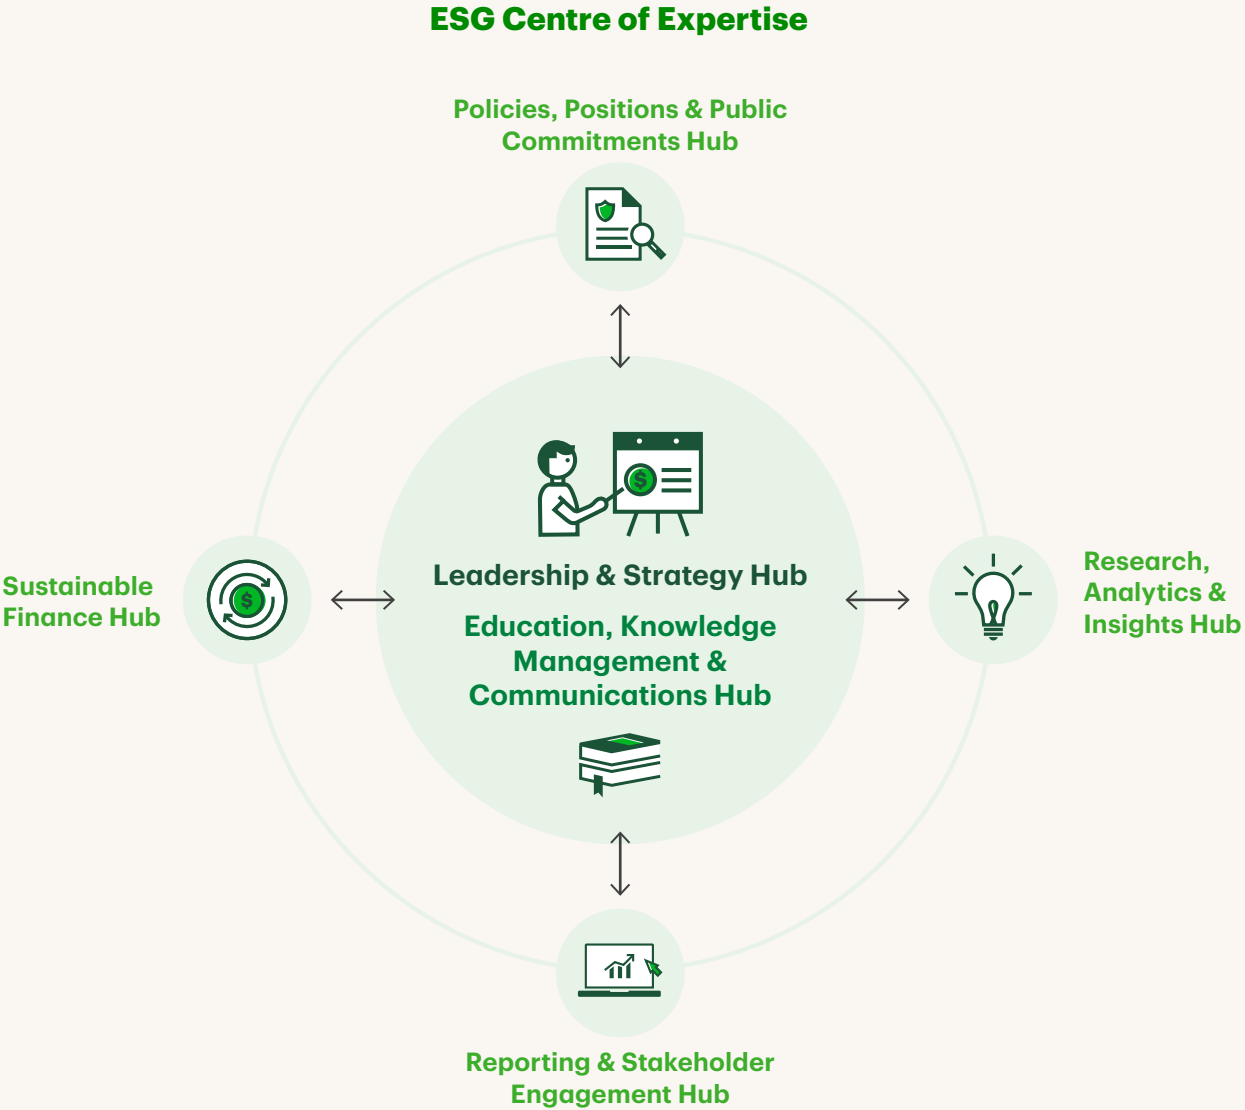 ESG Centre of Expertise
Policies, Positions & Public
Commitments Hub
Leadership & Strategy Hub
Education, Knowledge
Management &
Communications Hub
Sustainable
Finance Hub
Research,
Analytics &
Insights Hub
Reporting & Stakeholder
Engagement Hub